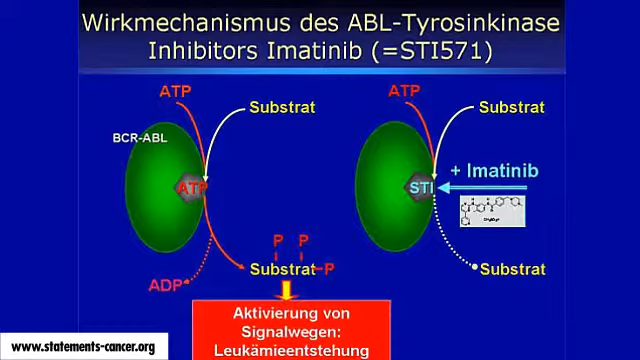 Wirkmechanismus des ABL-Tyrosinkinase
Inhibitors Imatinib (=STI571)
ATP
Substrat
BCR-ABL
ATP
P P
Substrat-P
ADP
Aktivierung von
Signalwegen:
Leukämieentstehung
ATP
Substrat
+ Imatinib
STI
Substrat
www.statements-cancer.org